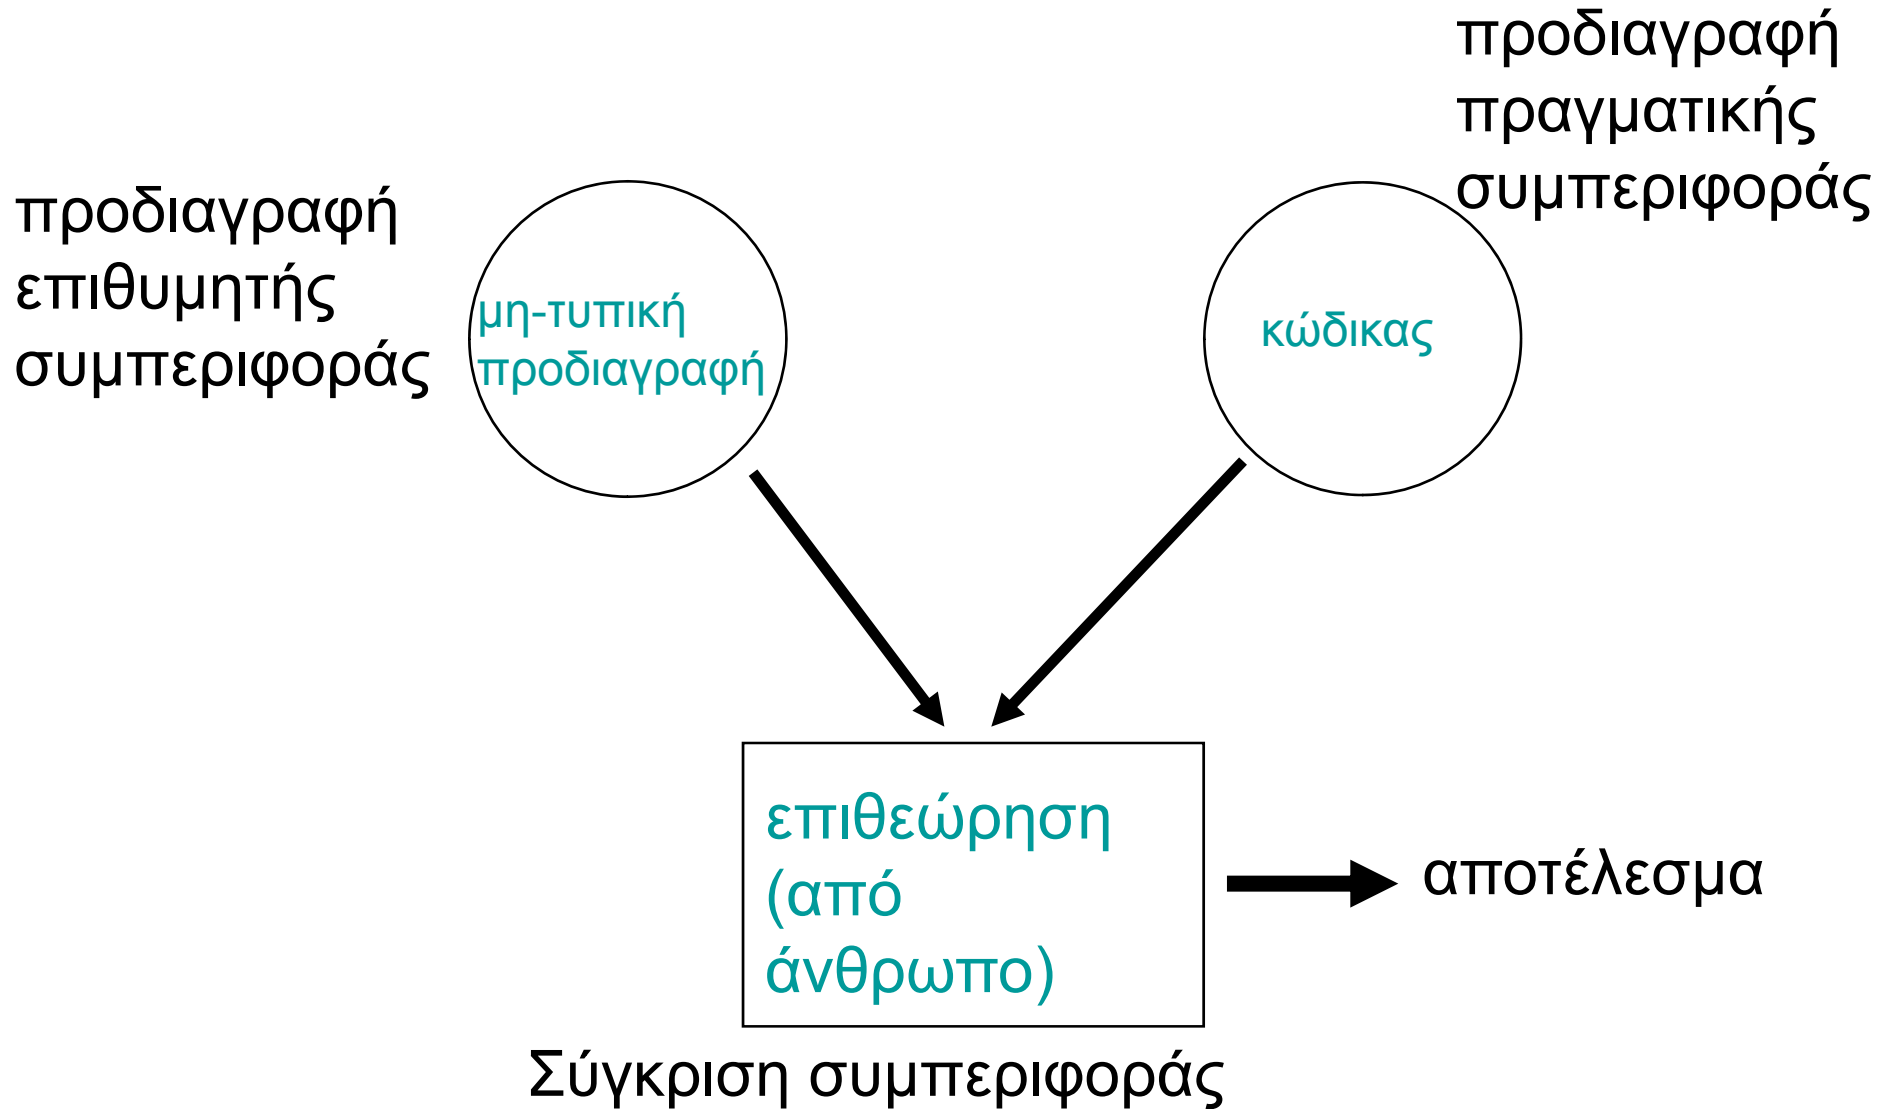 προδιαγραφή
πραγματικής
συμπεριφοράς
προδιαγραφή
επιθυμητής
συμπεριφοράς
μη-τυπική
προδιαγραφή
κώδικας
επιθεώρηση
(από
άνθρωπο)
αποτέλεσμα
Σύγκριση συμπεριφοράς